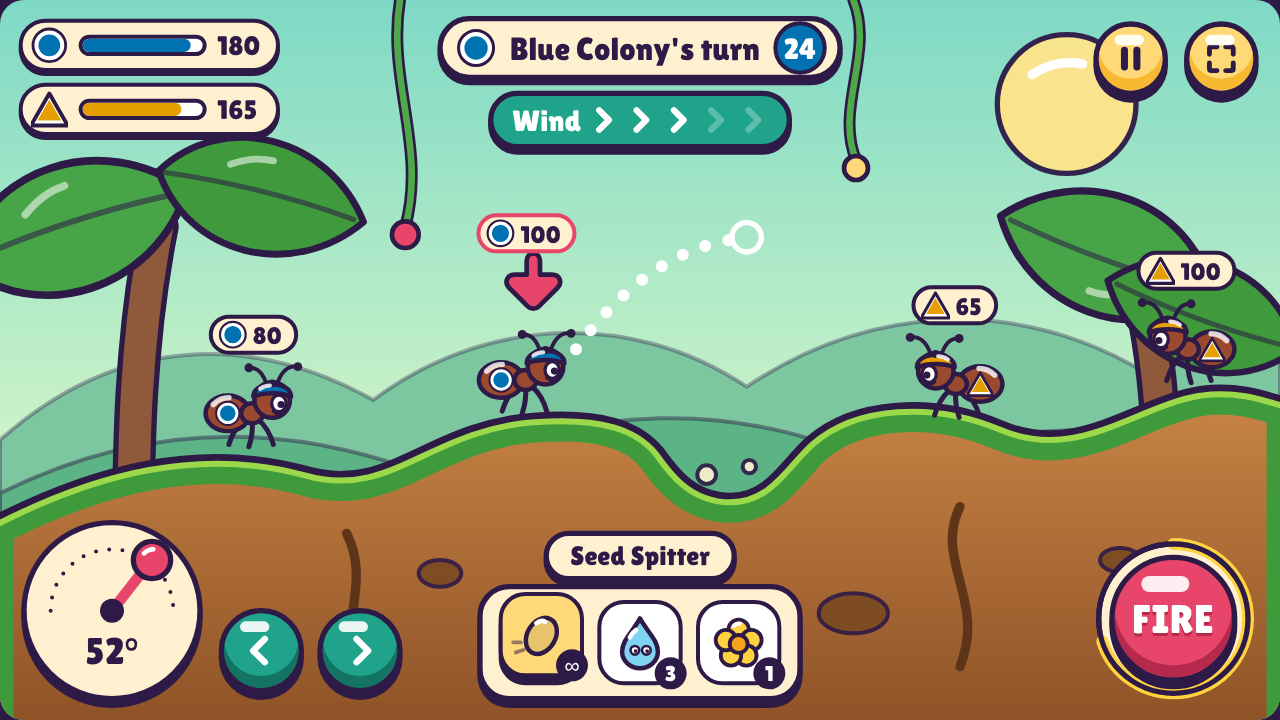 180
165
Blue Colony's turn 24
Wind
100
80
65
100
52°
Seed Spitter
∞
3
1
FIRE